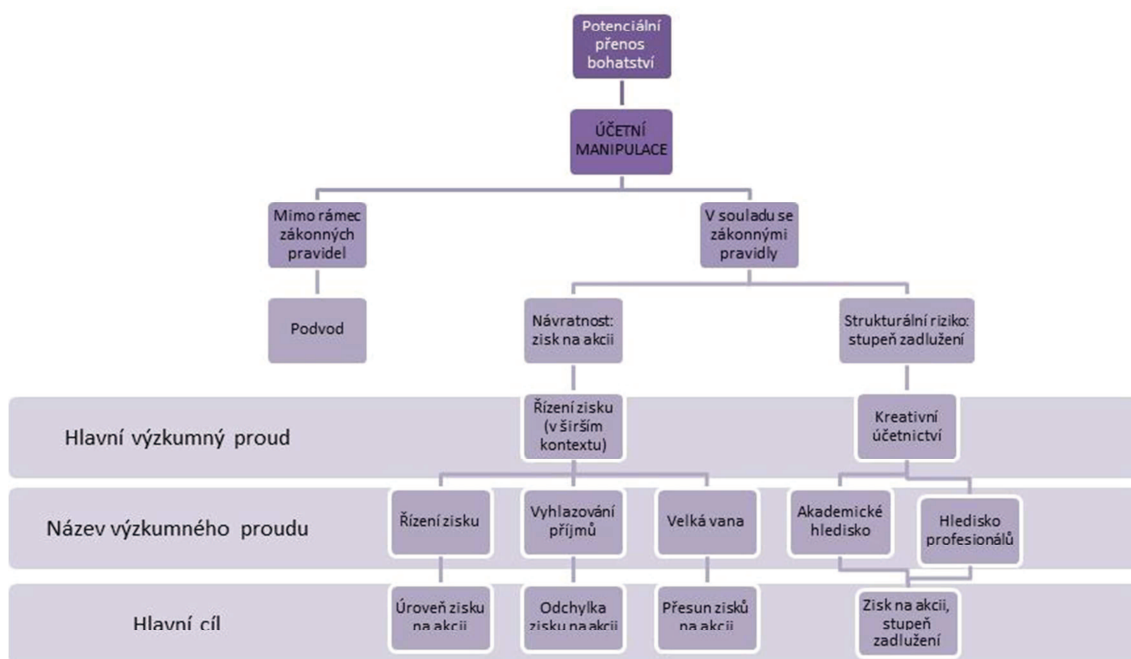 Potenciální
přenos
bohatství
ÚČETNÍ
MANIPULACE
Mimo rámec
zákonných
pravidel
V souladu se
zákonnými
pravidly
Podvod
Návratnost:
zisk na akcii
Strukturální riziko:
stupeň zadlužení
Hlavní výzkumný proud
Řízení zisku
(v širším
kontextu)
Kreativní
účetnictví
Název výzkumného proudu
Řízení zisku
Vyhlazování
příjmů
Velká vana
Akademické
hledisko
Hledisko
profesionálů
Hlavní cíl
Úroveň zisku
na akcii
Odchylka
zisku na akcii
Přesun zisků
na akcii
Zisk na akcii,
stupeň
zadlužení